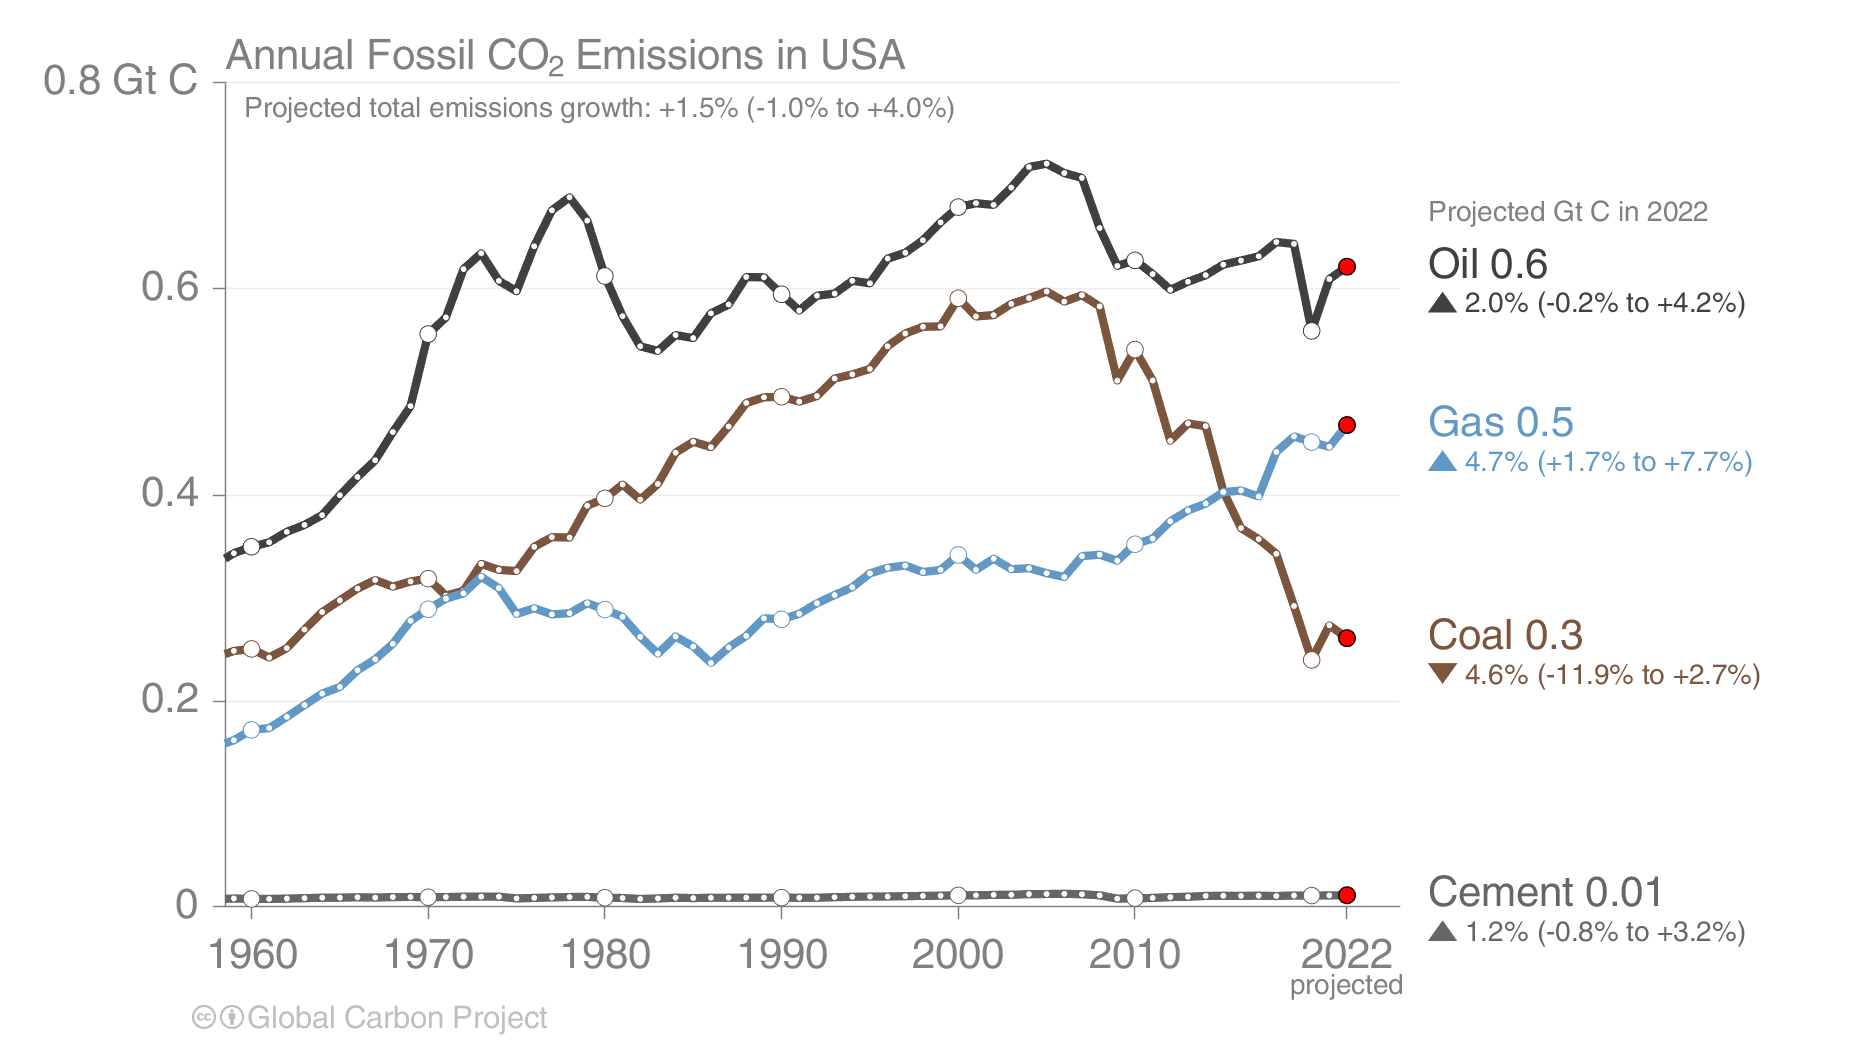 Annual Fossil CO₂ Emissions in USA
0.8 Gt C
Projected total emissions growth: +1.5% (-1.0% to +4.0%)
0.6
0.4
0.2
0
1960 1970 1980 1990 2000 2010 2022
projected
Projected Gt C in 2022
Oil 0.6
▲ 2.0% (-0.2% to +4.2%)
Gas 0.5
▲ 4.7% (+1.7% to +7.7%)
Coal 0.3
▼ 4.6% (-11.9% to +2.7%)
Cement 0.01
▲ 1.2% (-0.8% to +3.2%)
cc Global Carbon Project